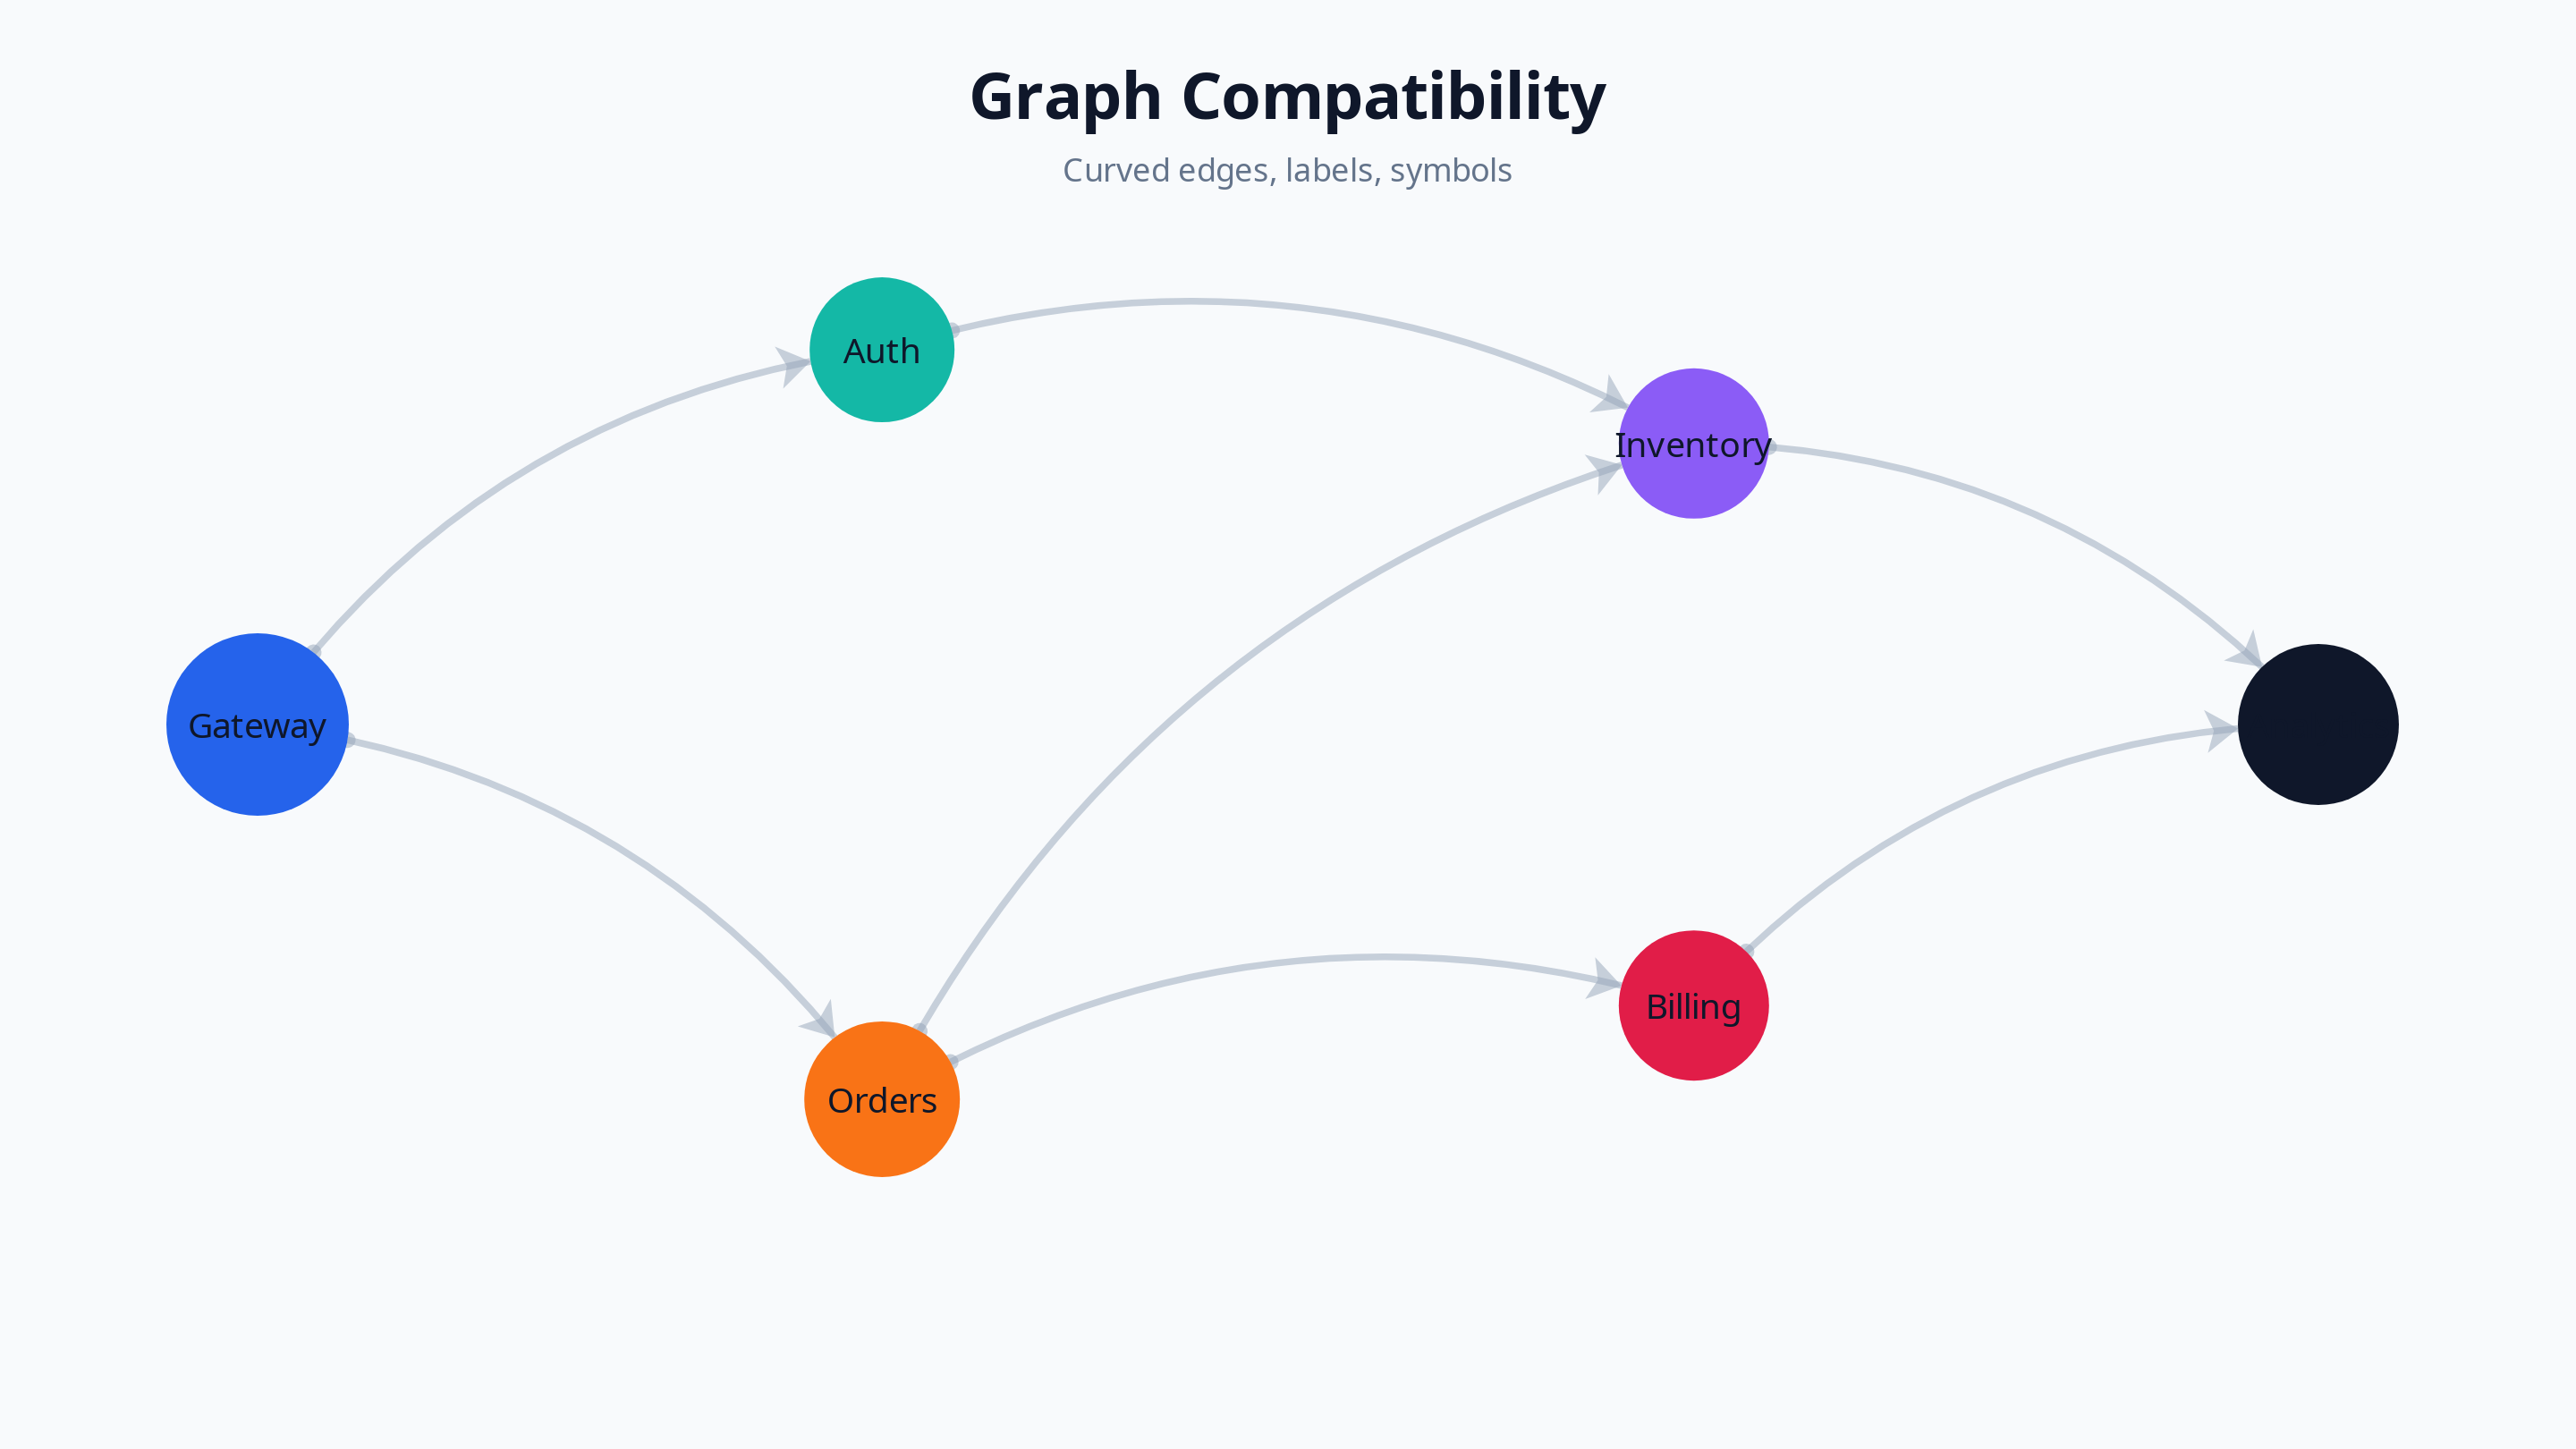 Graph Compatibility
Curved edges, labels, symbols
Auth
Inventory
Gateway
Billing
Orders